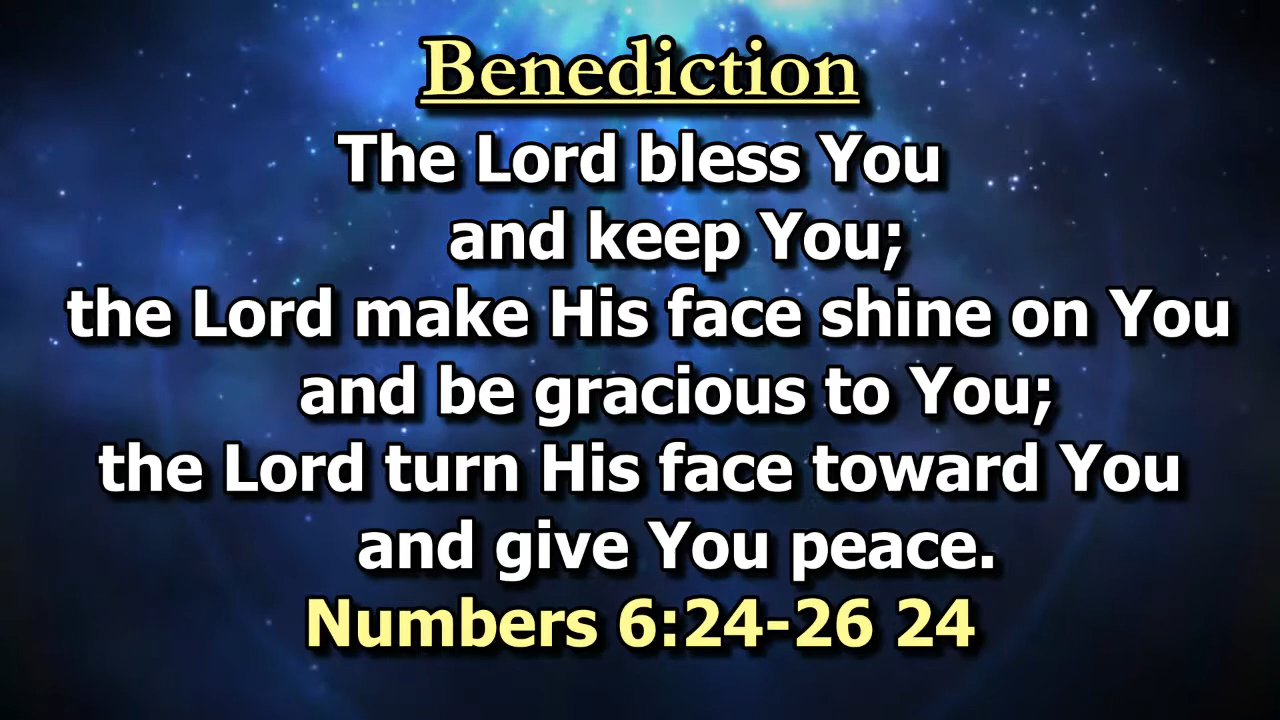 Benediction
The Lord bless You
and keep You;
the Lord make His face shine on You
and be gracious to You;
the Lord turn His face toward You
and give You peace.
Numbers 6:24-26 24